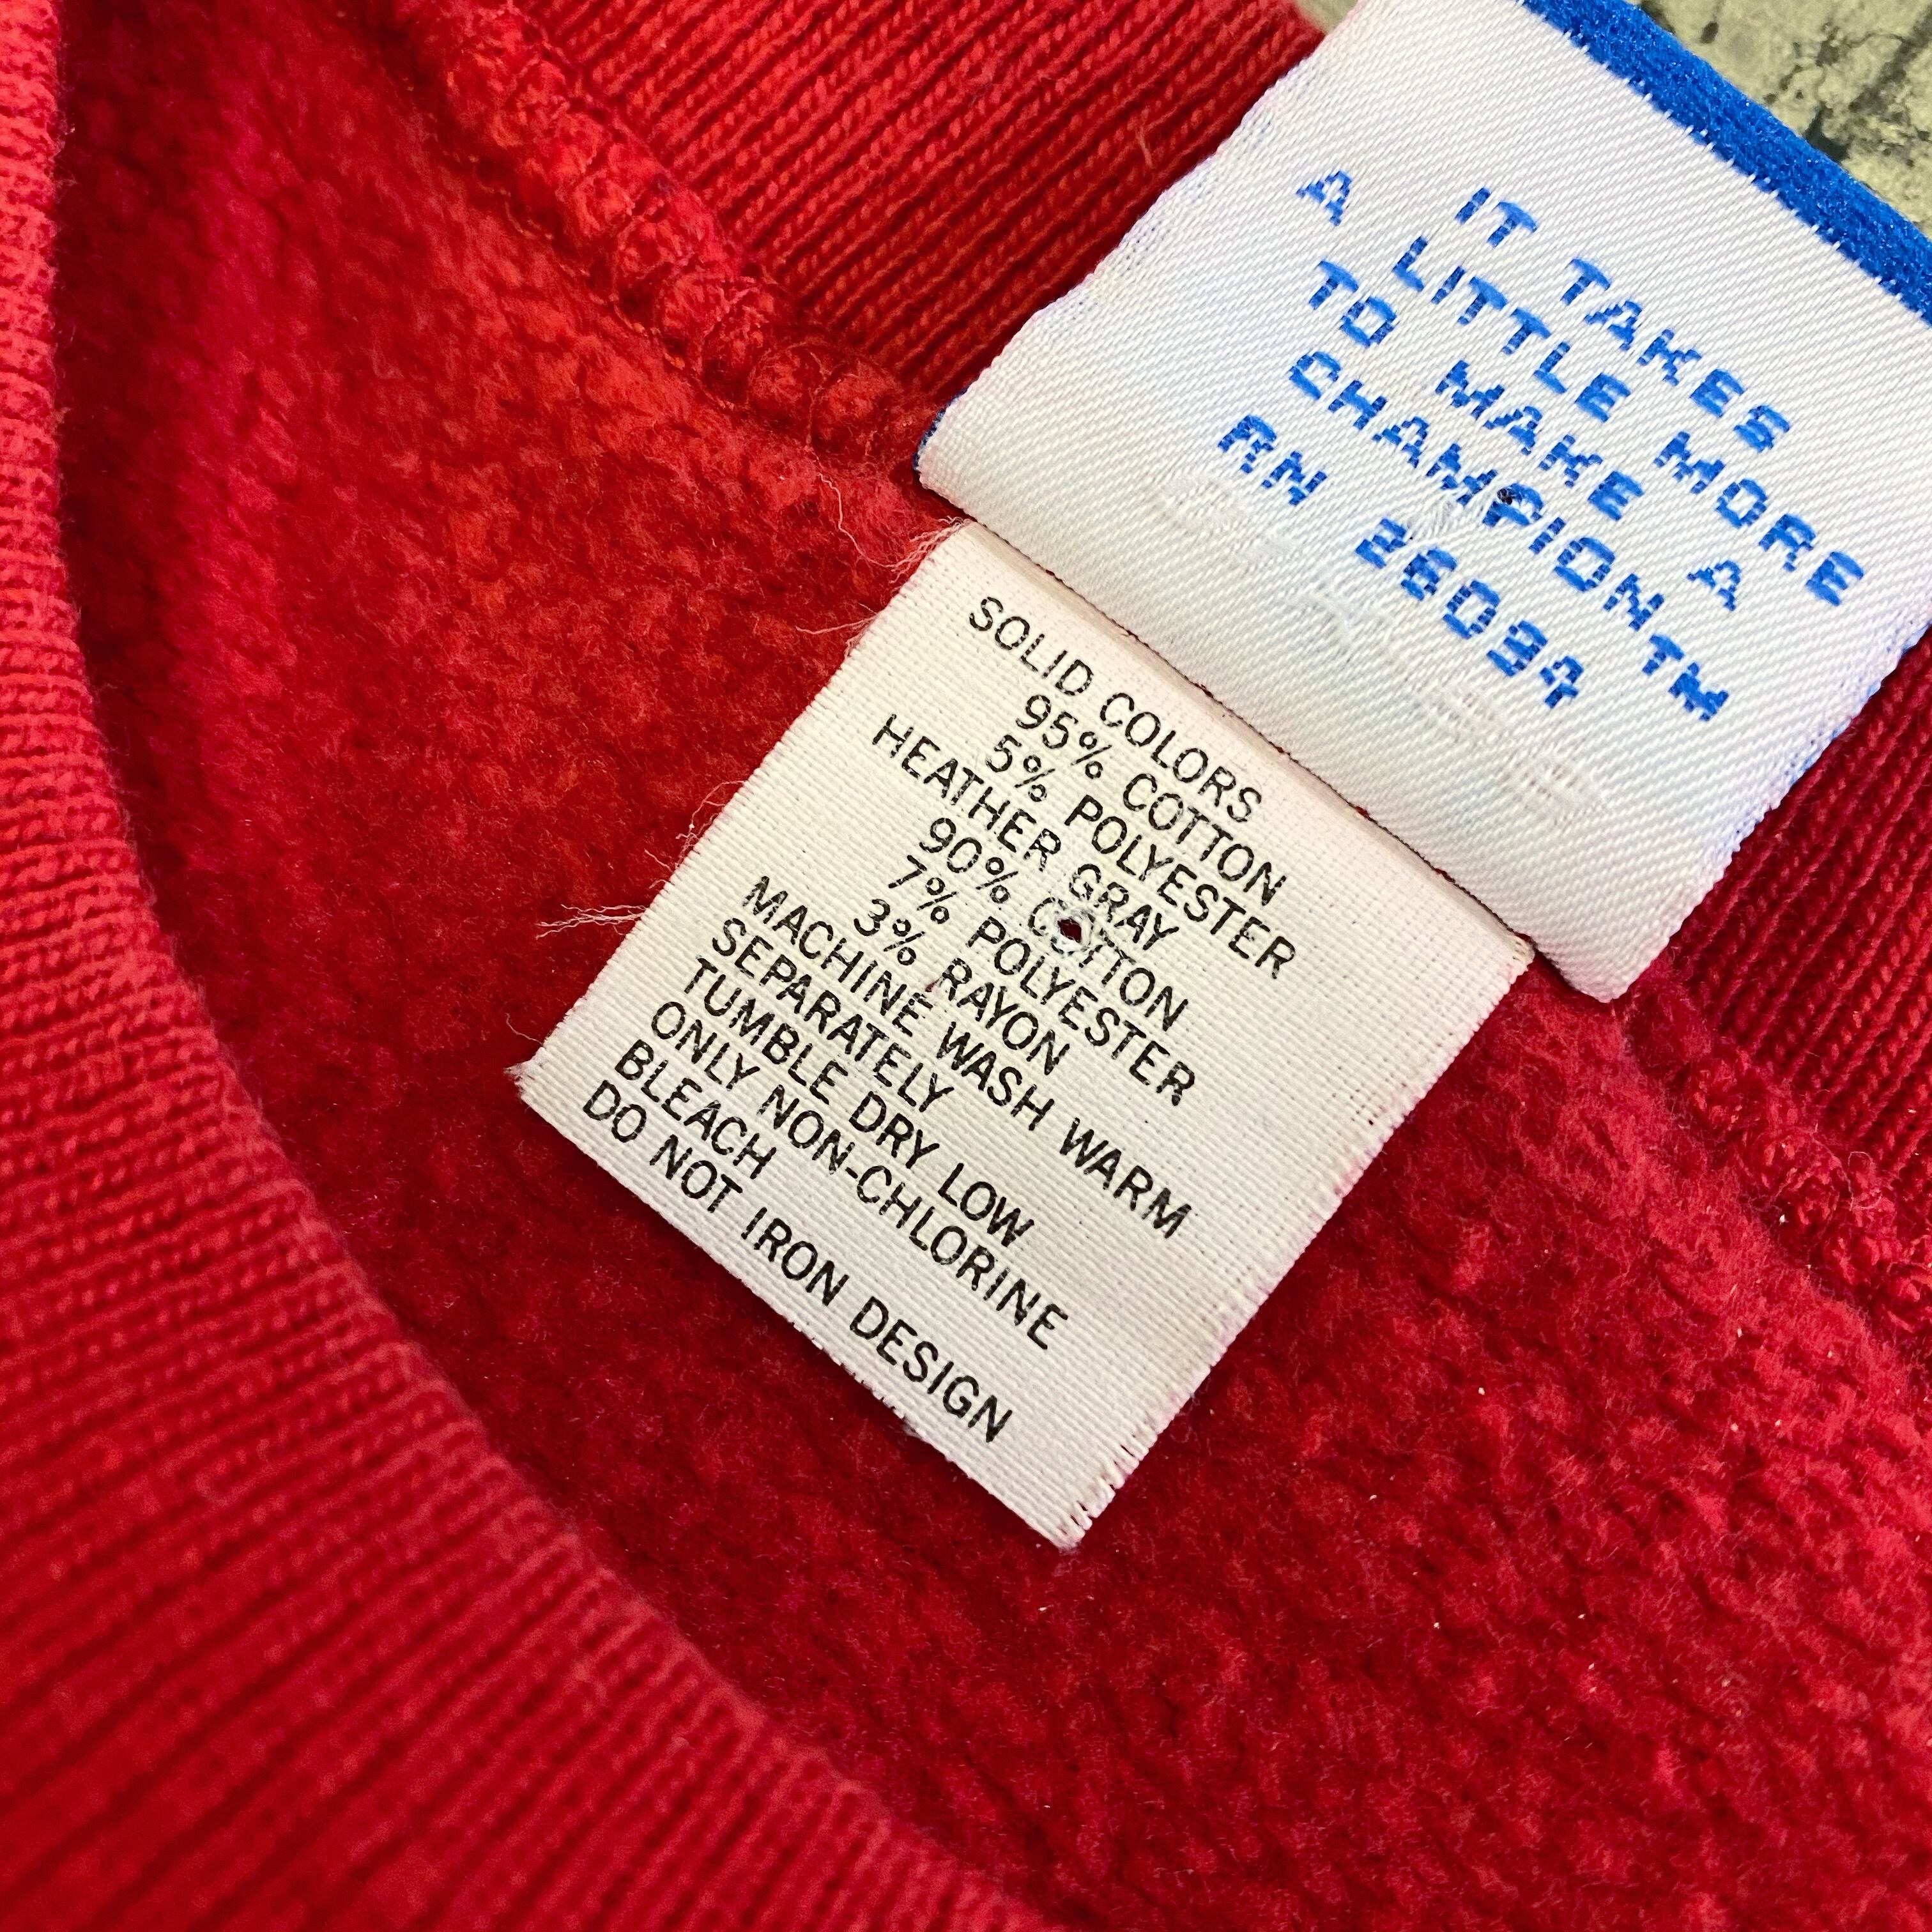 IT TAKES
A LITTLE MORE
TO MAKE A
CHAMPION™
RN 26094
SOLID COLORS
95% COTTON
5% POLYESTER
HEATHER GRAY
90% COTTON
7% POLYESTER
3% RAYON
MACHINE WASH WARM
SEPARATELY
TUMBLE DRY LOW
ONLY NON-CHLORINE
BLEACH
DO NOT IRON DESIGN